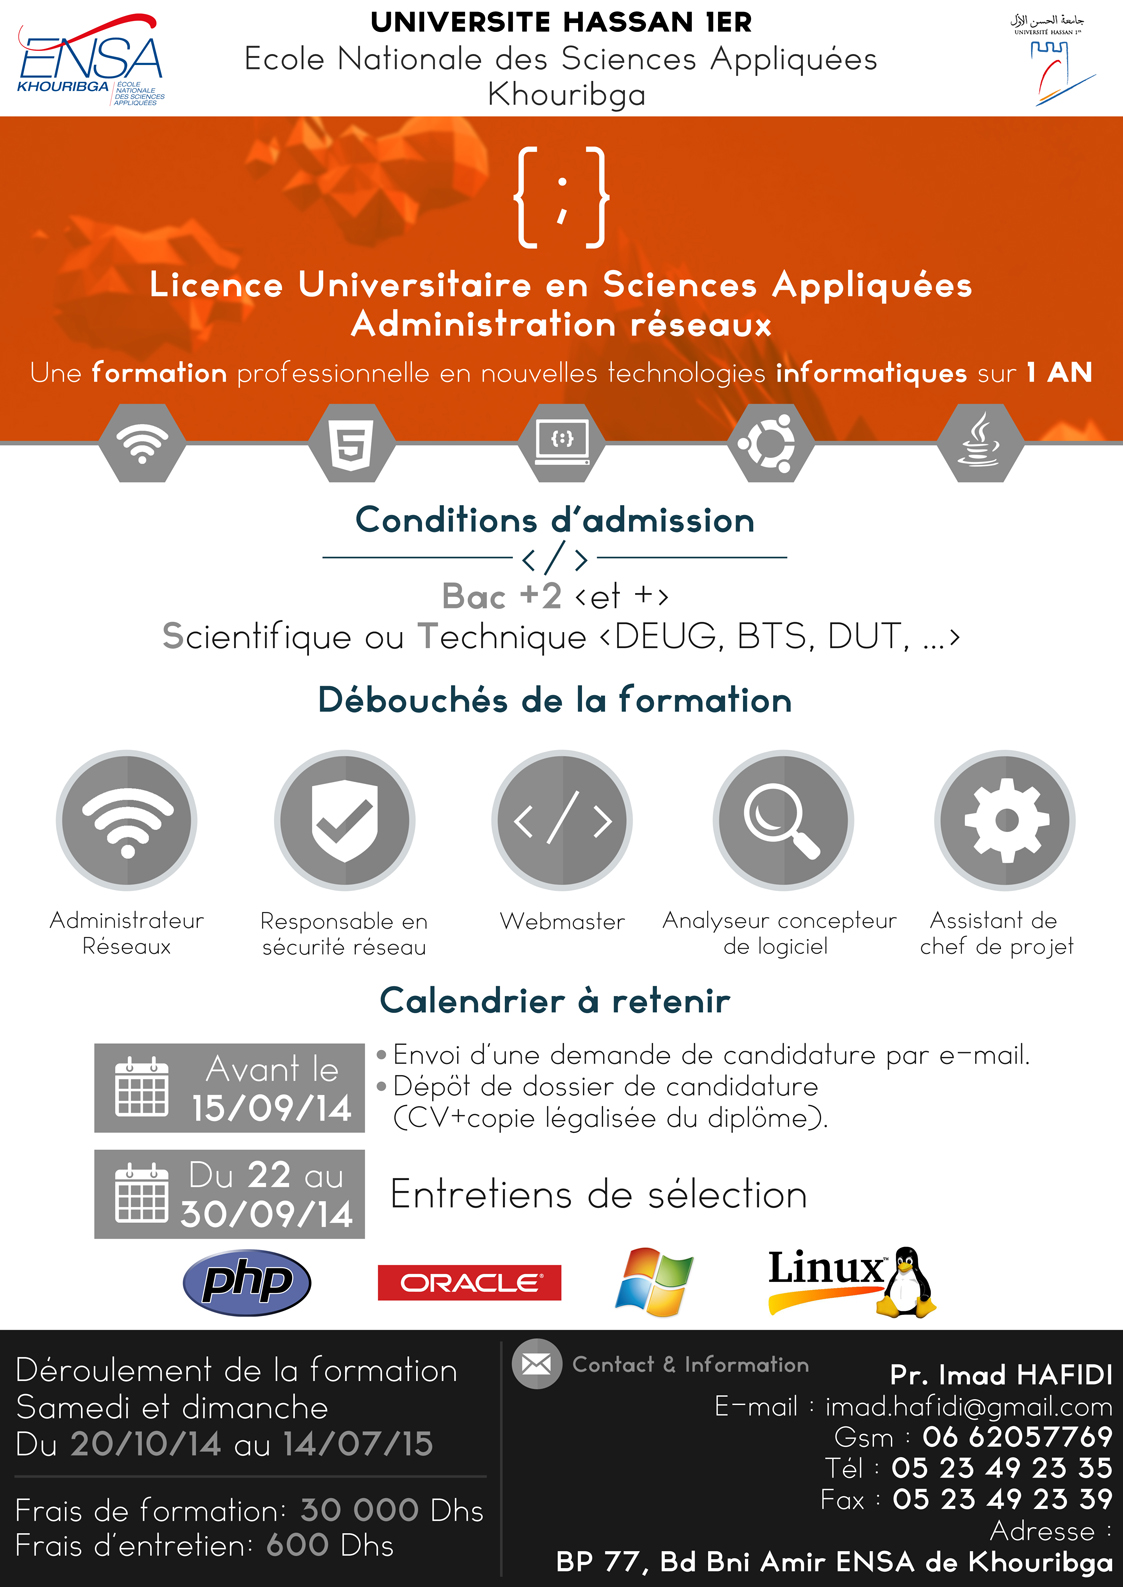 ENSA
KHOURIBGA
ÉCOLE
NATIONALE
DES SCIENCES
APPLIQUÉES
UNIVERSITE HASSAN 1ER
Ecole Nationale des Sciences Appliquées
Khouribga
جامعة الحسن الأول
UNIVERSITÉ HASSAN 1er
{;}
Licence Universitaire en Sciences Appliquées
Administration réseaux
Une formation professionnelle en nouvelles technologies informatiques sur 1 AN
5
{:}
Conditions d'admission
</>
Bac +2 <et +>
Scientifique ou Technique <DEUG, BTS, DUT, ...>
Débouchés de la formation
</>
Administrateur
Réseaux
Responsable en
sécurité réseau
Webmaster
Analyseur concepteur
de logiciel
Assistant de
chef de projet
Calendrier à retenir
Avant le
15/09/14
• Envoi d'une demande de candidature par e-mail.
• Dépôt de dossier de candidature
(CV+copie légalisée du diplôme).
Du 22 au
30/09/14
Entretiens de sélection
php
ORACLE®
Linux™
Déroulement de la formation
Samedi et dimanche
Du 20/10/14 au 14/07/15
Frais de formation: 30 000 Dhs
Frais d'entretien: 600 Dhs
Contact & Information
Pr. Imad HAFIDI
E-mail : imad.hafidi@gmail.com
Gsm : 06 62057769
Tél : 05 23 49 23 35
Fax : 05 23 49 23 39
Adresse :
BP 77, Bd Bni Amir ENSA de Khouribga